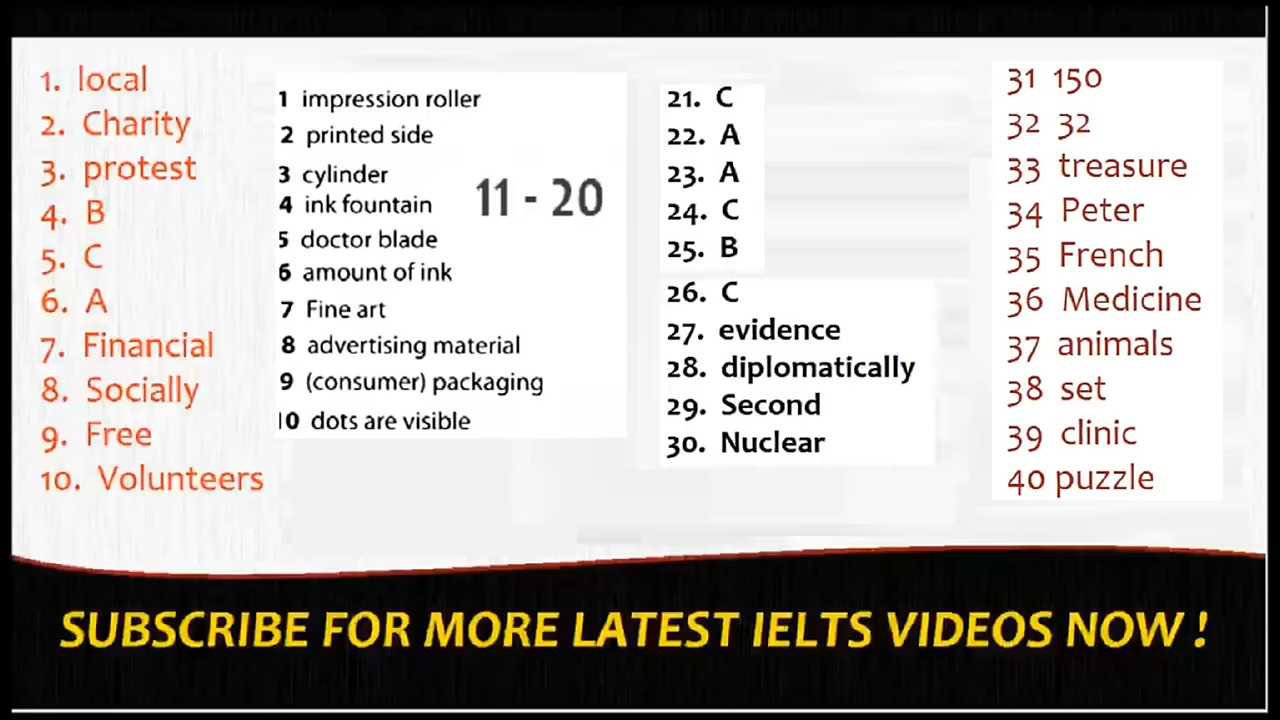 1. local
2. Charity
3. protest
4. B
5. C
6. A
7. Financial
8. Socially
9. Free
10. Volunteers
1 impression roller
2 printed side
3 cylinder
4 ink fountain
5 doctor blade
6 amount of ink
7 Fine art
8 advertising material
9 (consumer) packaging
10 dots are visible
11 - 20
21. C
22. A
23. A
24. C
25. B
26. C
27. evidence
28. diplomatically
29. Second
30. Nuclear
31 150
32 32
33 treasure
34 Peter
35 French
36 Medicine
37 animals
38 set
39 clinic
40 puzzle
SUBSCRIBE FOR MORE LATEST IELTS VIDEOS NOW !